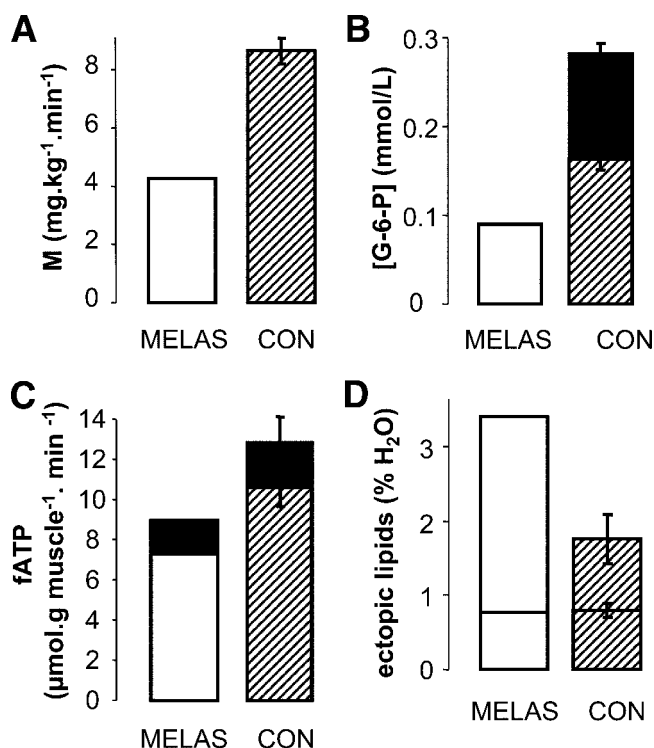 A
M (mg.kg⁻¹.min⁻¹)
8
6
4
2
0
MELAS CON
B
[G-6-P] (mmol/L)
0.3
0.2
0.1
0
MELAS CON
C
fATP
(μmol.g muscle⁻¹. min ⁻¹)
14
12
10
8
6
4
2
0
MELAS CON
D
ectopic lipids (% H₂O)
3
2
1
0
MELAS CON